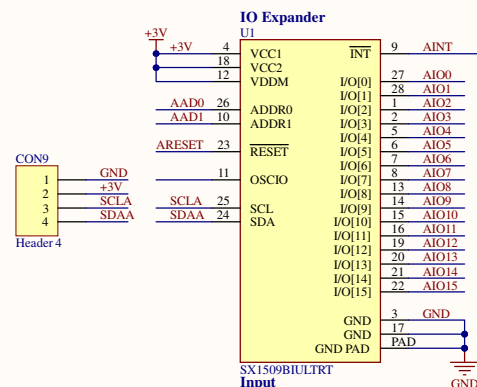 IO Expander
U1
+3V
+3V 4 VCC1 INT 9 AINT
18 VCC2
12 VDDM I/O[0] 27 AIO0
I/O[1] 28 AIO1
AAD0 26 ADDR0 I/O[2] 1 AIO2
AAD1 10 ADDR1 I/O[3] 2 AIO3
I/O[4] 5 AIO4
ARESET 23 RESET I/O[5] 6 AIO5
I/O[6] 7 AIO6
11 OSCIO I/O[7] 8 AIO7
I/O[8] 13 AIO8
SCLA 25 SCL I/O[9] 14 AIO9
SDAA 24 SDA I/O[10] 15 AIO10
I/O[11] 16 AIO11
I/O[12] 19 AIO12
I/O[13] 20 AIO13
I/O[14] 21 AIO14
I/O[15] 22 AIO15
GND 3 GND
GND 17
GND PAD PAD
GND
SX1509BIULTRT
Input
CON9
1 GND
2 +3V
3 SCLA
4 SDAA
Header 4